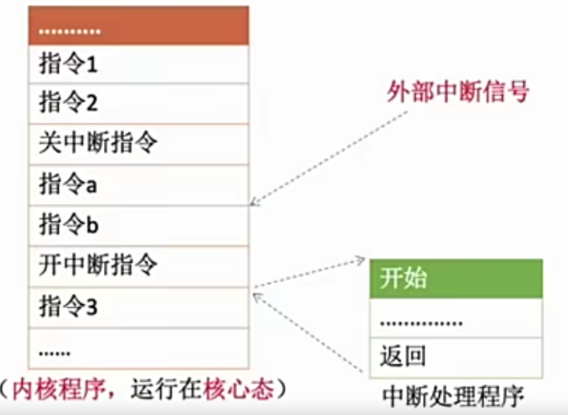 ..........
指令1
指令2
关中断指令
指令a
指令b
开中断指令
指令3
......
（内核程序，运行在核心态）
外部中断信号
开始
..............
返回
中断处理程序